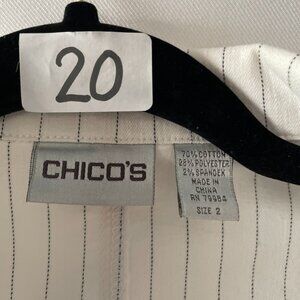 20
CHICO'S
70% COTTON
28% POLYESTER
2% SPANDEX
MADE IN
CHINA
RN 79984
SIZE 2